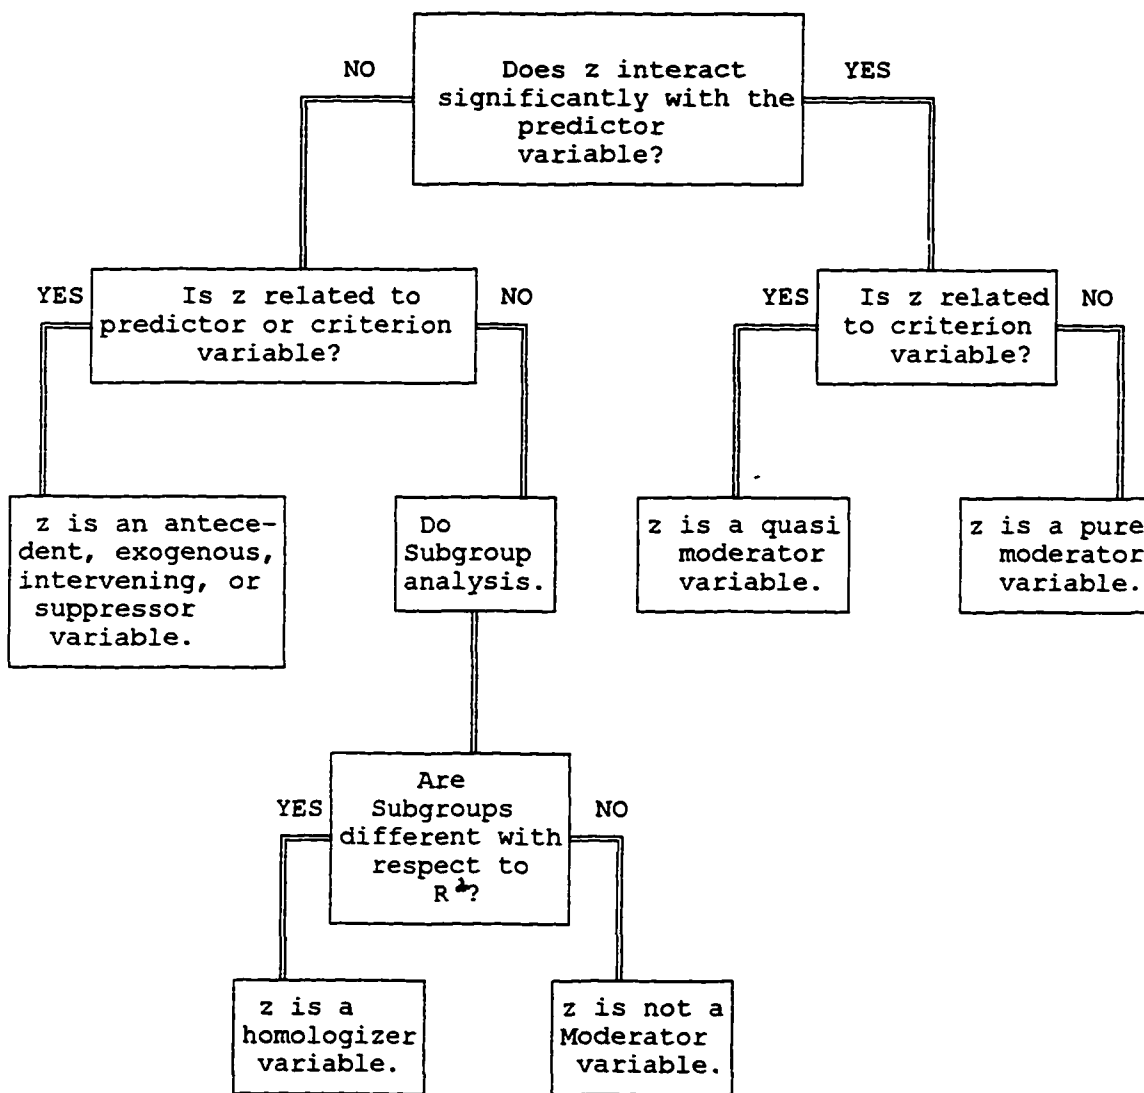 NO
Does z interact
significantly with the
predictor
variable?
YES
YES
Is z related to
predictor or criterion
variable?
NO
YES
Is z related
to criterion
variable?
NO
z is an antece-
dent, exogenous,
intervening, or
suppressor
variable.
Do
Subgroup
analysis.
z is a quasi
moderator
variable.
z is a pure
moderator
variable.
YES
Are
Subgroups
different with
respect to
R²?
NO
z is a
homologizer
variable.
z is not a
Moderator
variable.